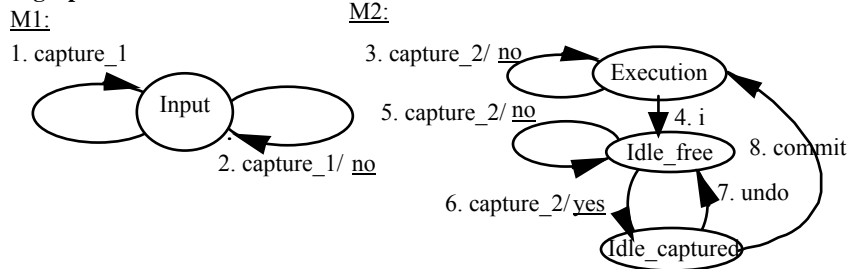 M1:
M2:
1. capture_1
3. capture_2/ no
Input
Execution
5. capture_2/ no
4. i
2. capture_1/ no
Idle_free
8. commit
6. capture_2/yes
7. undo
Idle_captured